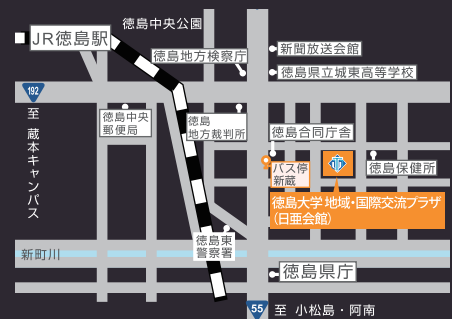 徳島中央公園
JR徳島駅
新聞放送会館
徳島地方検察庁
徳島県立城東高等学校
192
至 蔵本キャンパス
徳島中央
郵便局
徳島
地方裁判所
徳島合同庁舎
バス停
新蔵
徳島保健所
徳島大学 地域・国際交流プラザ
(日亜会館)
徳島東
警察署
新町川
徳島県庁
55
至 小松島・阿南